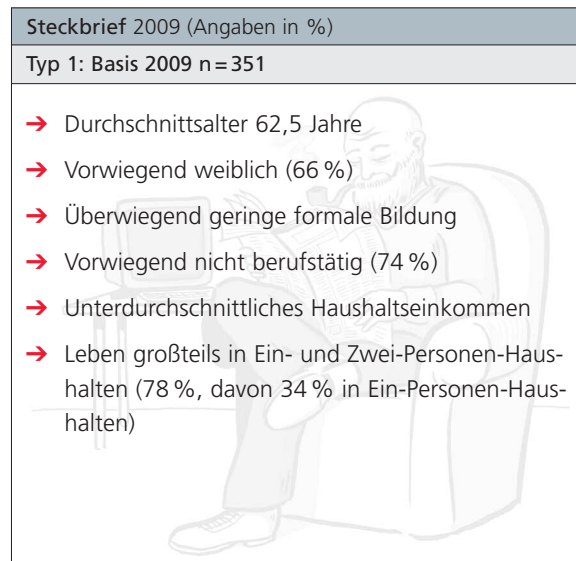 Steckbrief 2009 (Angaben in %)
Typ 1: Basis 2009 n=351
➔ Durchschnittsalter 62,5 Jahre
➔ Vorwiegend weiblich (66 %)
➔ Überwiegend geringe formale Bildung
➔ Vorwiegend nicht berufstätig (74 %)
➔ Unterdurchschnittliches Haushaltseinkommen
➔ Leben großteils in Ein- und Zwei-Personen-Haus-
halten (78 %, davon 34 % in Ein-Personen-Haus-
halten)